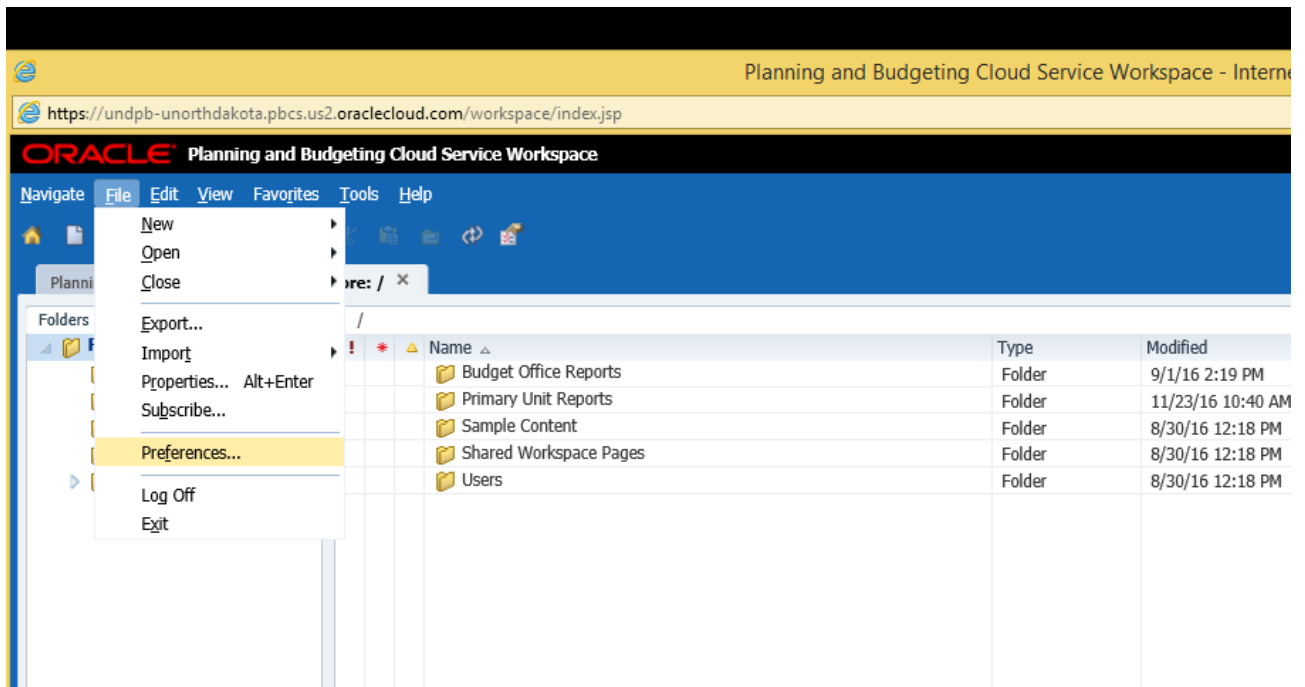 Planning and Budgeting Cloud Service Workspace - Interne
https://undpb-unorthdakota.pbcs.us2.oraclecloud.com/workspace/index.jsp
ORACLE Planning and Budgeting Cloud Service Workspace
Navigate File Edit View Favorites Tools Help
New
Open
Planni
Close
ore: / ×
Folders
Export...
/
F
Import
! * Name Type Modified
Properties... Alt+Enter
Subscribe...
Preferences...
Log Off
Exit
Budget Office Reports Folder 9/1/16 2:19 PM
Primary Unit Reports Folder 11/23/16 10:40 AM
Sample Content Folder 8/30/16 12:18 PM
Shared Workspace Pages Folder 8/30/16 12:18 PM
Users Folder 8/30/16 12:18 PM